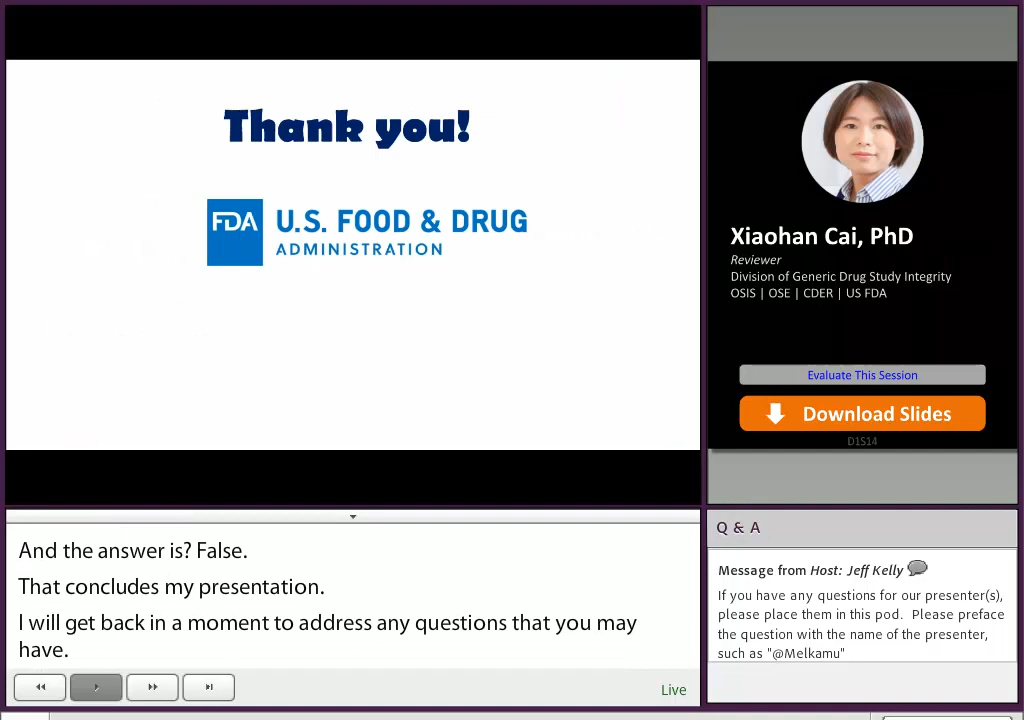 Thank you!
FDA U.S. FOOD & DRUG
ADMINISTRATION
Xiaohan Cai, PhD
Reviewer
Division of Generic Drug Study Integrity
OSIS | OSE | CDER | US FDA
Evaluate This Session
Download Slides
D1S14
And the answer is? False.
That concludes my presentation.
I will get back in a moment to address any questions that you may
have.
Live
Q & A
Message from Host: Jeff Kelly
If you have any questions for our presenter(s),
please place them in this pod. Please preface
the question with the name of the presenter,
such as "@Melkamu"